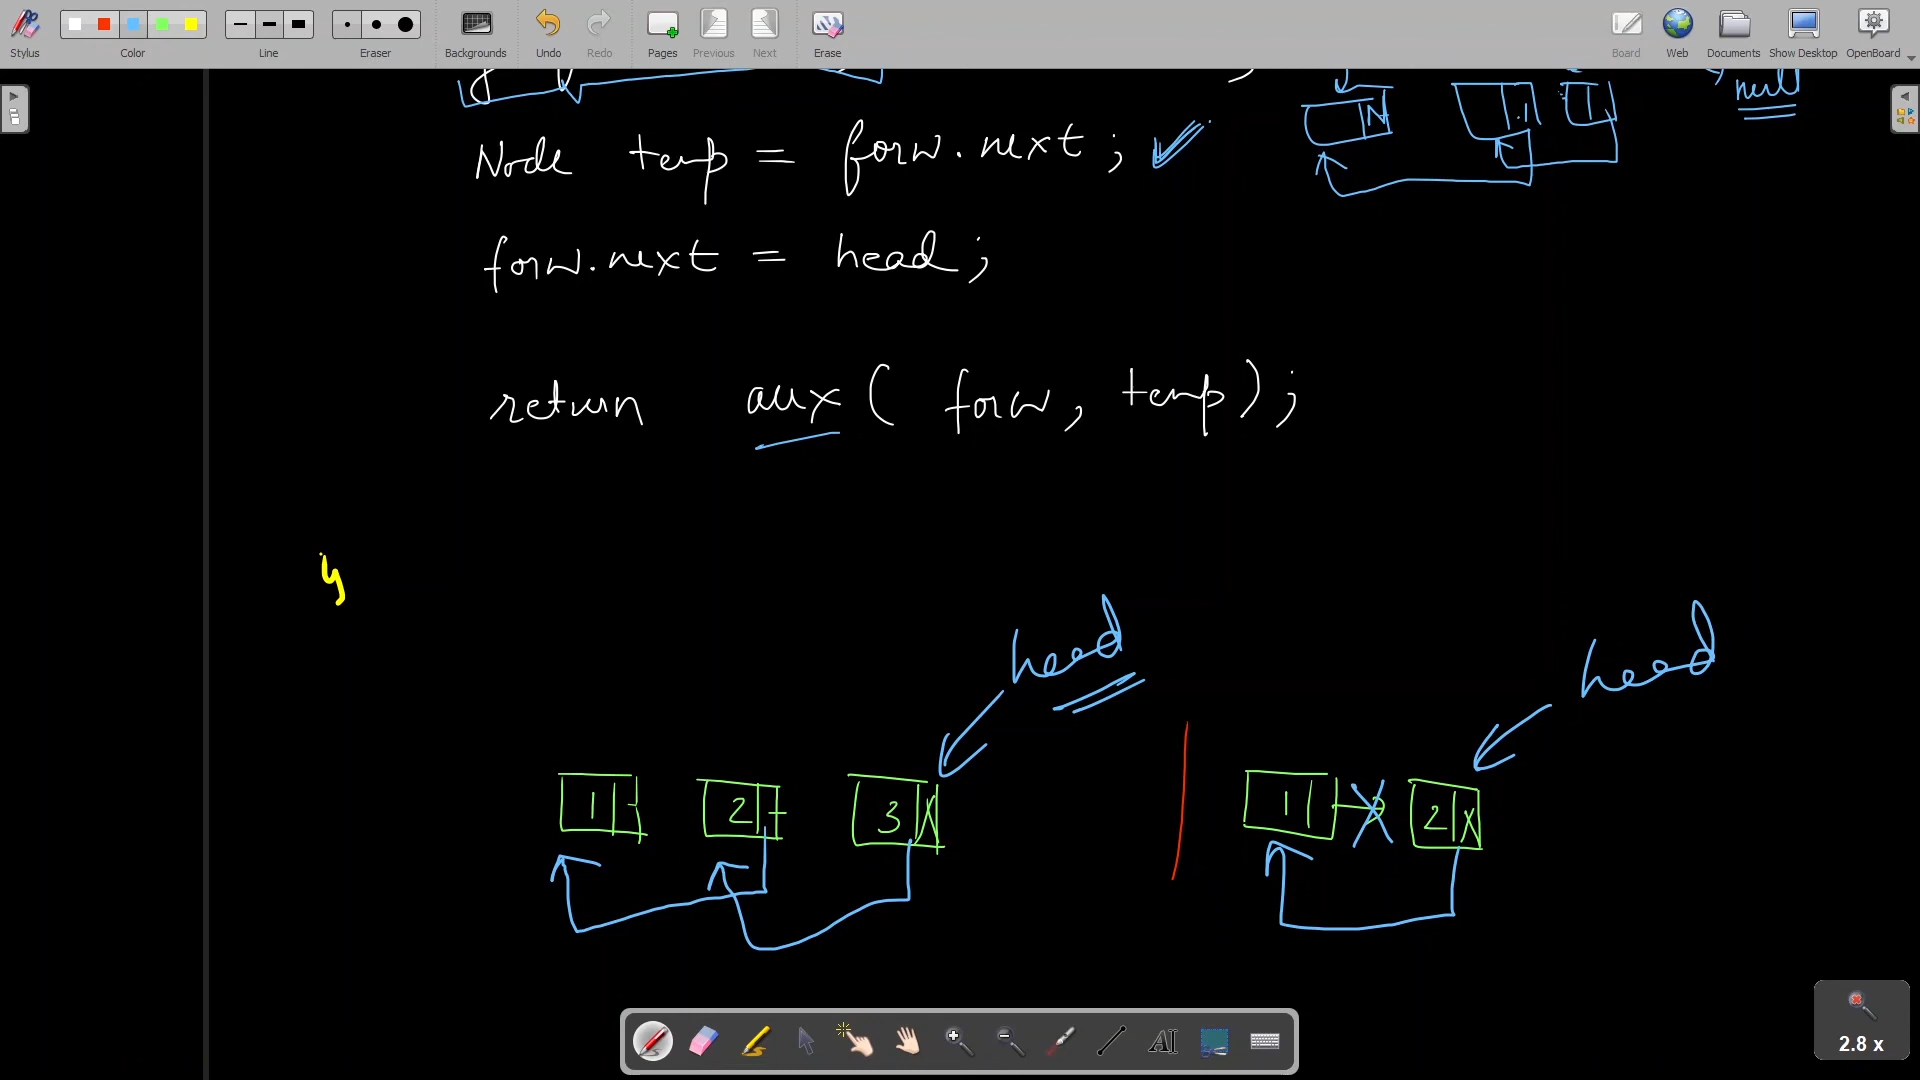 Stylus Color Line Eraser Backgrounds Undo Redo Pages Previous Next Erase Board Web Documents Show Desktop OpenBoard
null
N
Node temp = forw.next;
forw.next = head;
return aux( forw, temp);
head head
1 2 3 1 2
AI
2.8 x